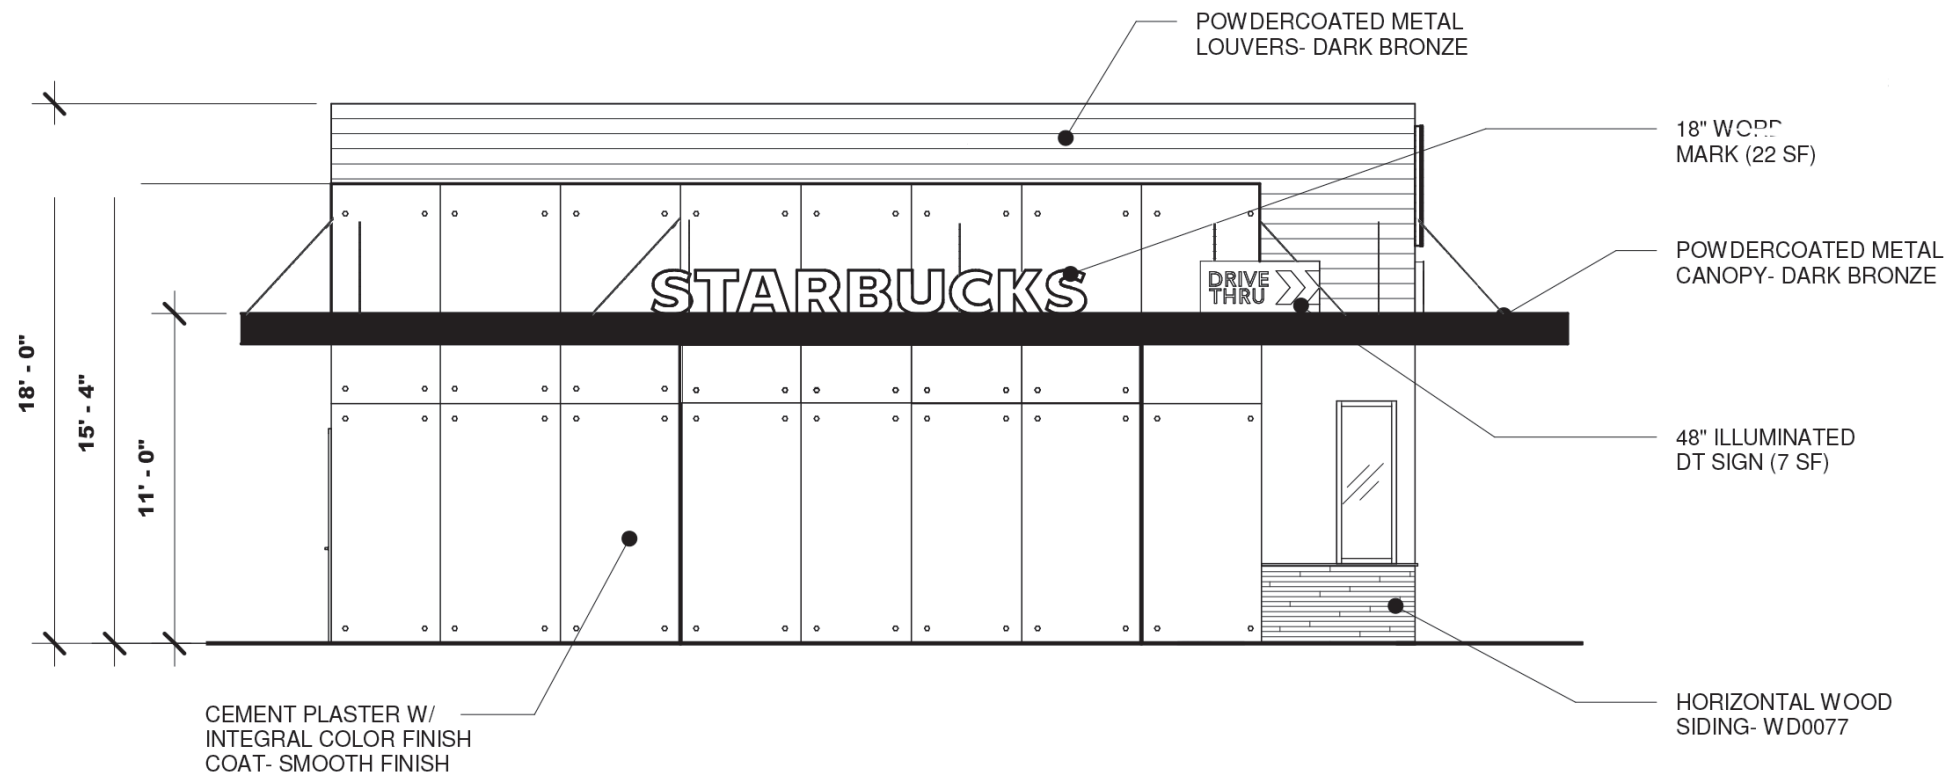 POWDERCOATED METAL
LOUVERS- DARK BRONZE
18" WORD
MARK (22 SF)
POWDERCOATED METAL
CANOPY- DARK BRONZE
STARBUCKS
DRIVE
THRU
18' - 0"
15' - 4"
11' - 0"
48" ILLUMINATED
DT SIGN (7 SF)
HORIZONTAL WOOD
SIDING- WD0077
CEMENT PLASTER W/
INTEGRAL COLOR FINISH
COAT- SMOOTH FINISH